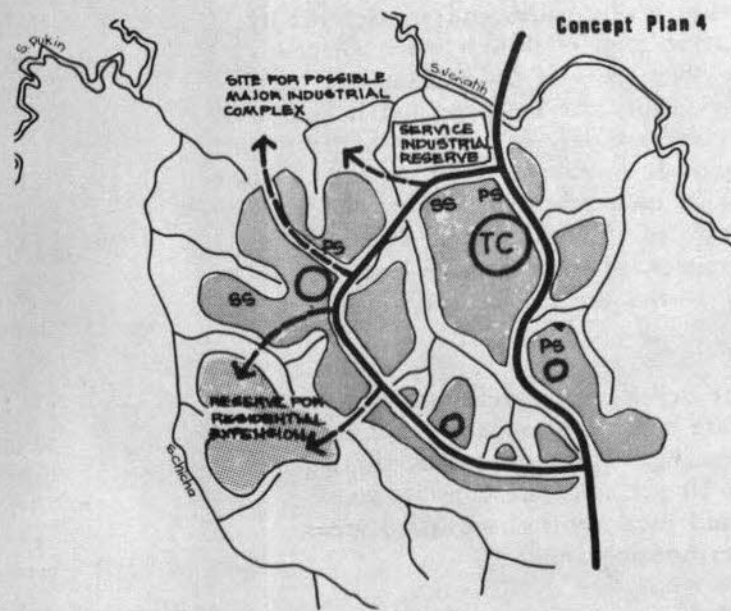 Concept Plan 4
S. Pukin
S. Jenatih
SITE FOR POSSIBLE
MAJOR INDUSTRIAL
COMPLEX
SERVICE
INDUSTRIAL
RESERVE
SS PS
TC
PS
SS
PS
RESERVE FOR
RESIDENTIAL
EXTENSION
S. chicha